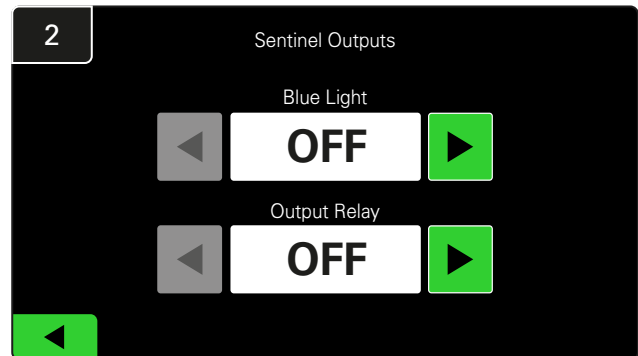 2
Sentinel Outputs
Blue Light
OFF
Output Relay
OFF